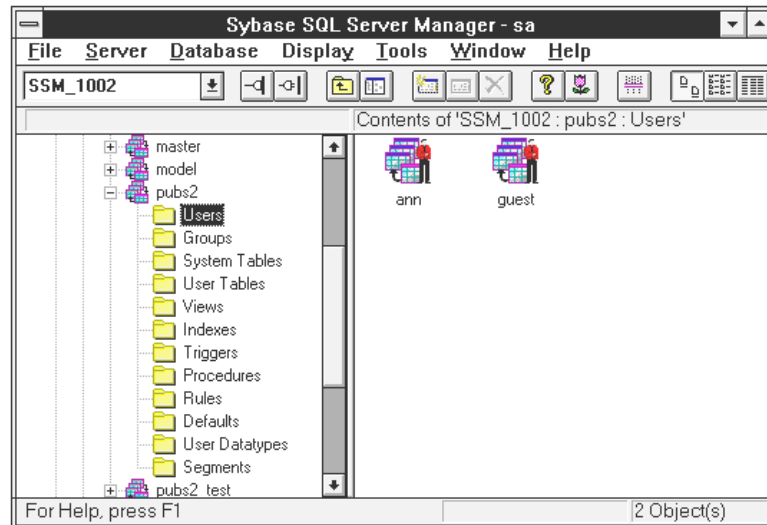 Sybase SQL Server Manager - sa
File Server Database Display Tools Window Help
SSM_1002
Contents of 'SSM_1002 : pubs2 : Users'
master
model
pubs2
Users
Groups
System Tables
User Tables
Views
Indexes
Triggers
Procedures
Rules
Defaults
User Datatypes
Segments
pubs2_test
ann guest
For Help, press F1 2 Object(s)